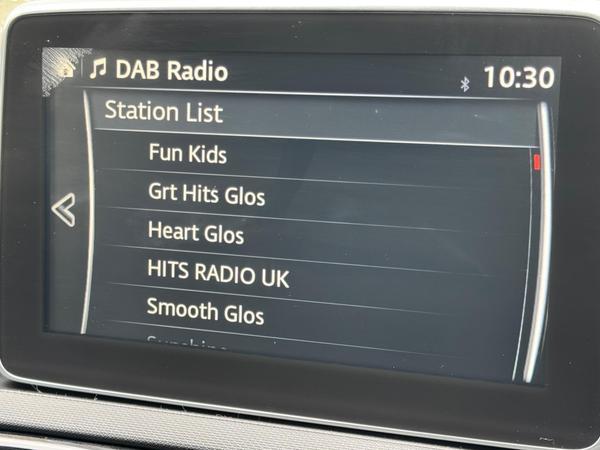 DAB Radio 10:30
Station List
Fun Kids
Grt Hits Glos
Heart Glos
HITS RADIO UK
Smooth Glos